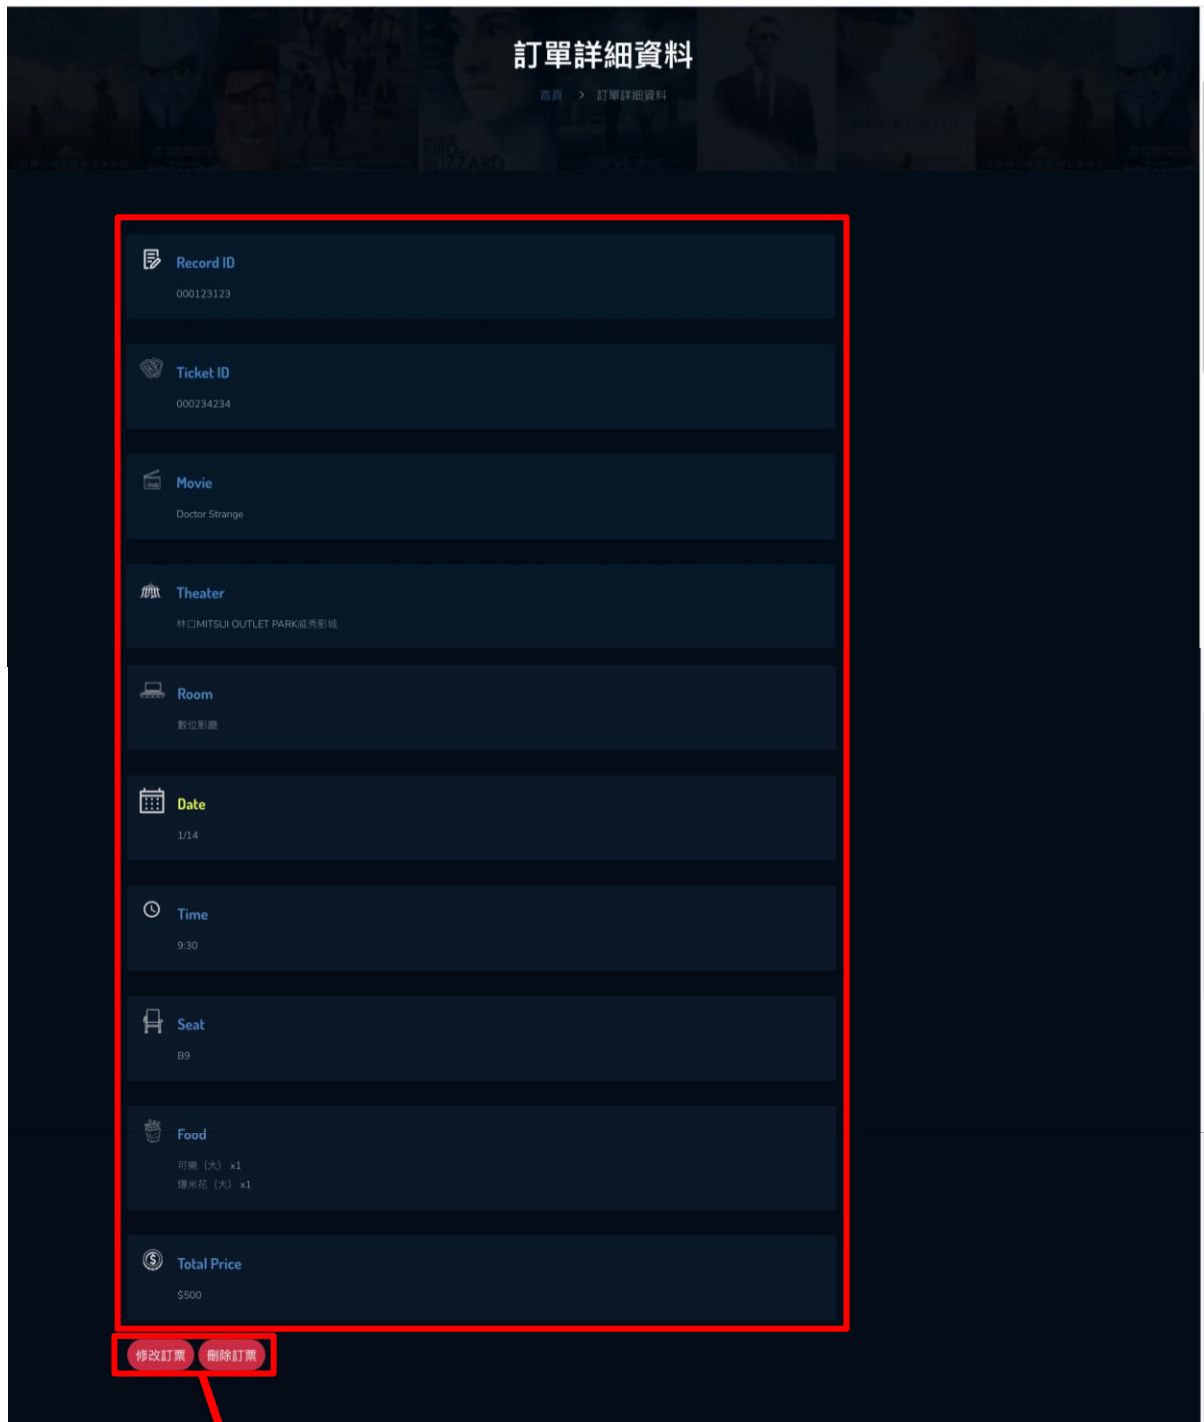 訂單詳細資料
首頁 > 訂單詳細資料
Record ID
000123123
Ticket ID
000234234
Movie
Doctor Strange
Theater
林口MITSUI OUTLET PARK威秀影城
Room
數位影廳
Date
1/14
Time
9:30
Seat
B9
Food
可樂（大） x1
爆米花（大） x1
Total Price
$500
修改訂票 刪除訂票